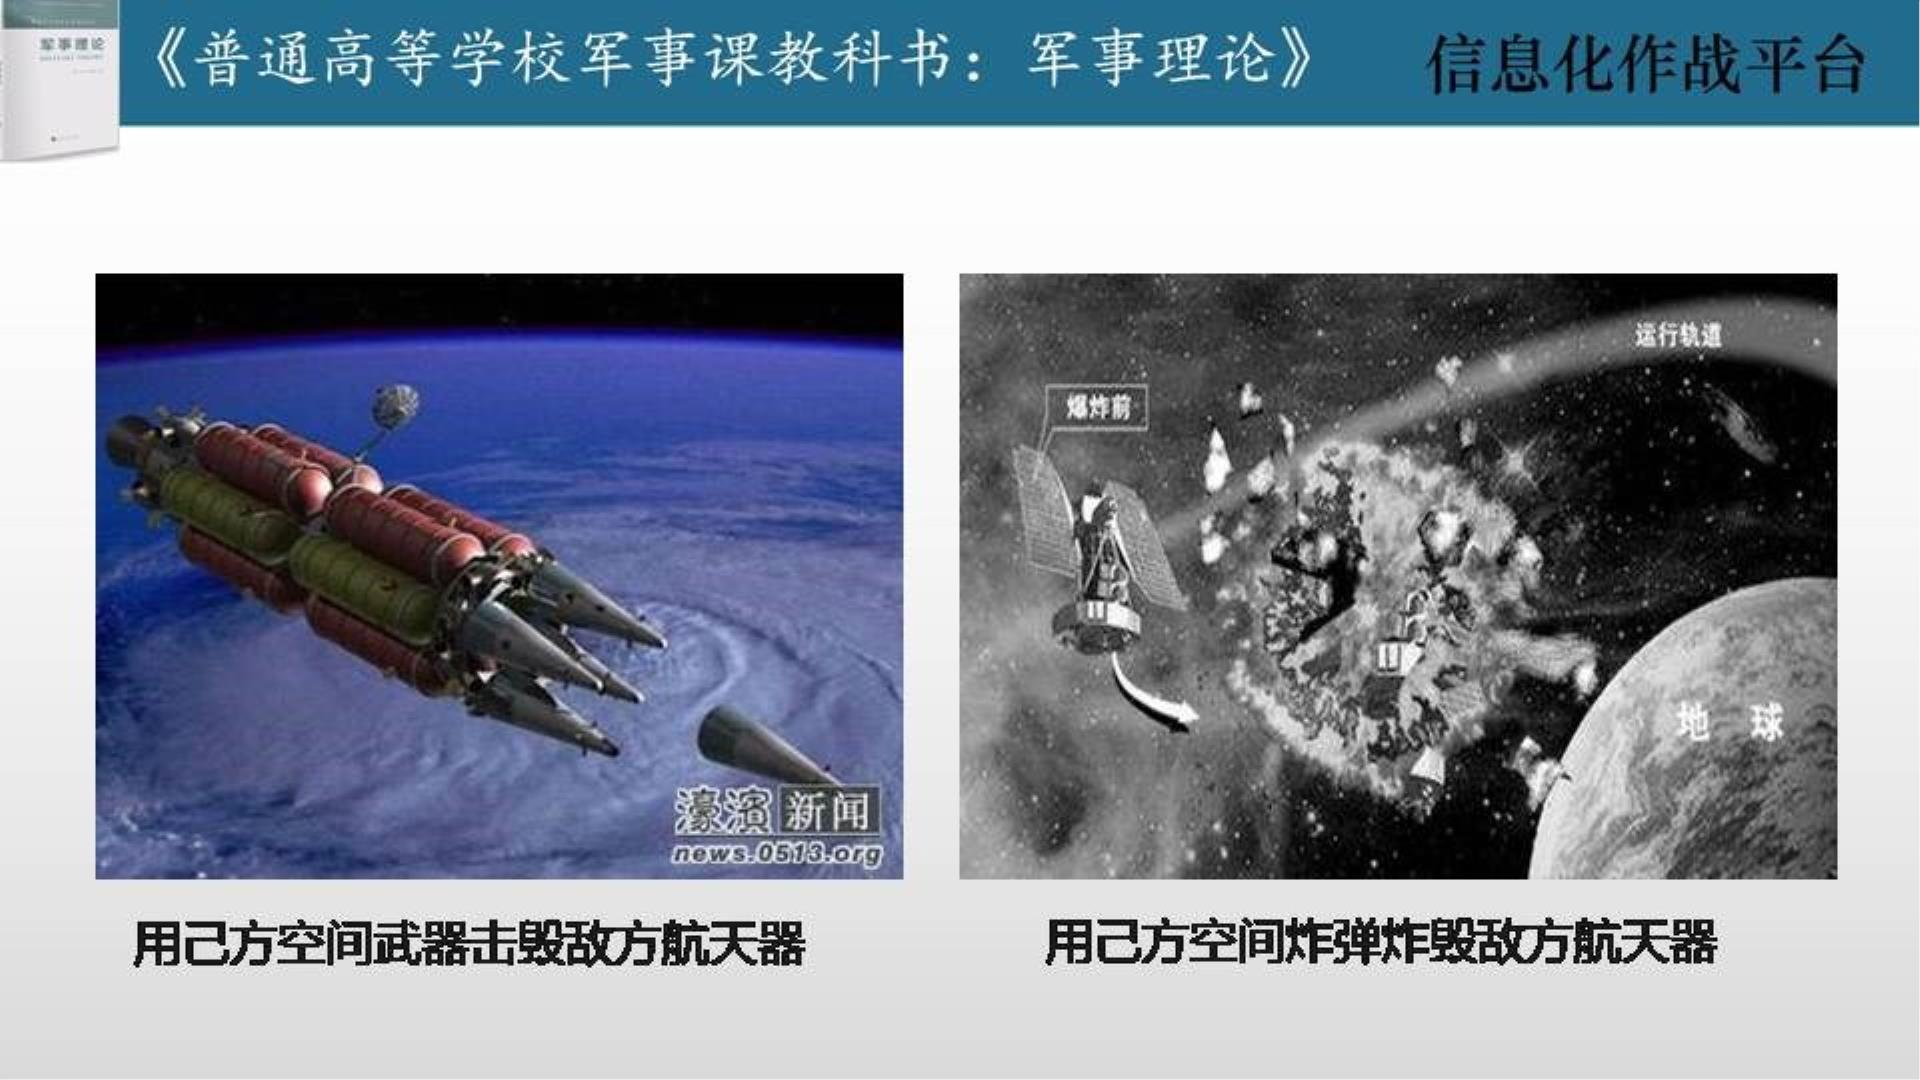 军事理论
《普通高等学校军事课教科书：军事理论》
信息化作战平台
运行轨道
爆炸前
地 球
濠滨 新闻
news.0513.org
用己方空间武器击毁敌方航天器
用己方空间炸弹炸毁敌方航天器